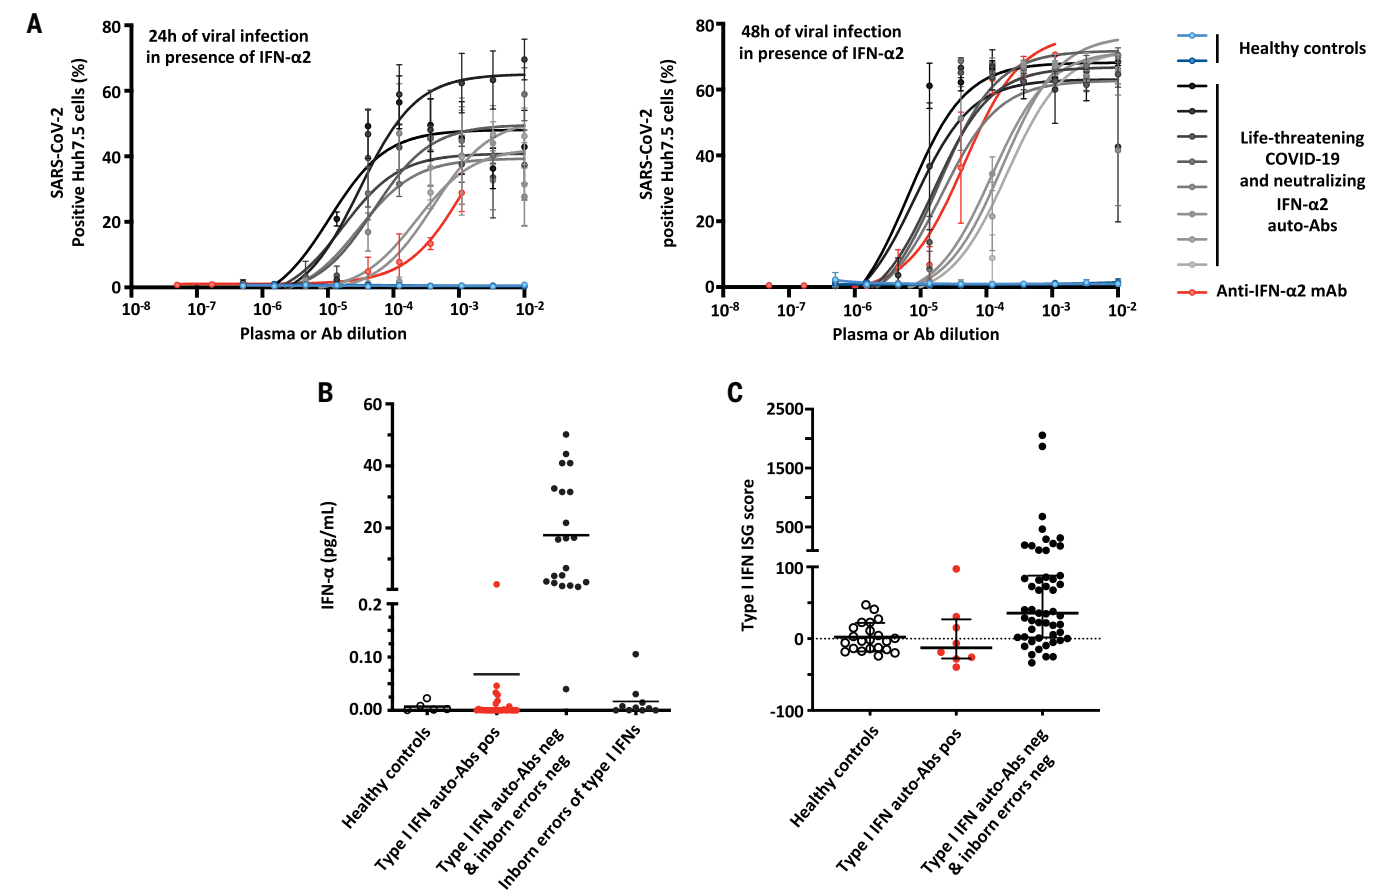 A
24h of viral infection
in presence of IFN-α2
SARS-CoV-2
Positive Huh7.5 cells (%)
80
60
40
20
0
10-8
10-7
10-6
10-5
10-4
10-3
10-2
Plasma or Ab dilution
48h of viral infection
in presence of IFN-α2
SARS-CoV-2
positive Huh7.5 cells (%)
80
60
40
20
0
10-8
10-7
10-6
10-5
10-4
10-3
10-2
Plasma or Ab dilution
Healthy controls
Life-threatening
COVID-19
and neutralizing
IFN-α2
auto-Abs
Anti-IFN-α2 mAb
B
IFN-α (pg/mL)
60
40
20
0.2
0.10
0.00
Healthy controls
Type I IFN auto-Abs pos
Type I IFN auto-Abs neg
& inborn errors neg
Inborn errors of type I IFNs
C
Type I IFN ISG score
2500
1500
500
100
0
-100
Healthy controls
Type I IFN auto-Abs pos
Type I IFN auto-Abs neg
& inborn errors neg